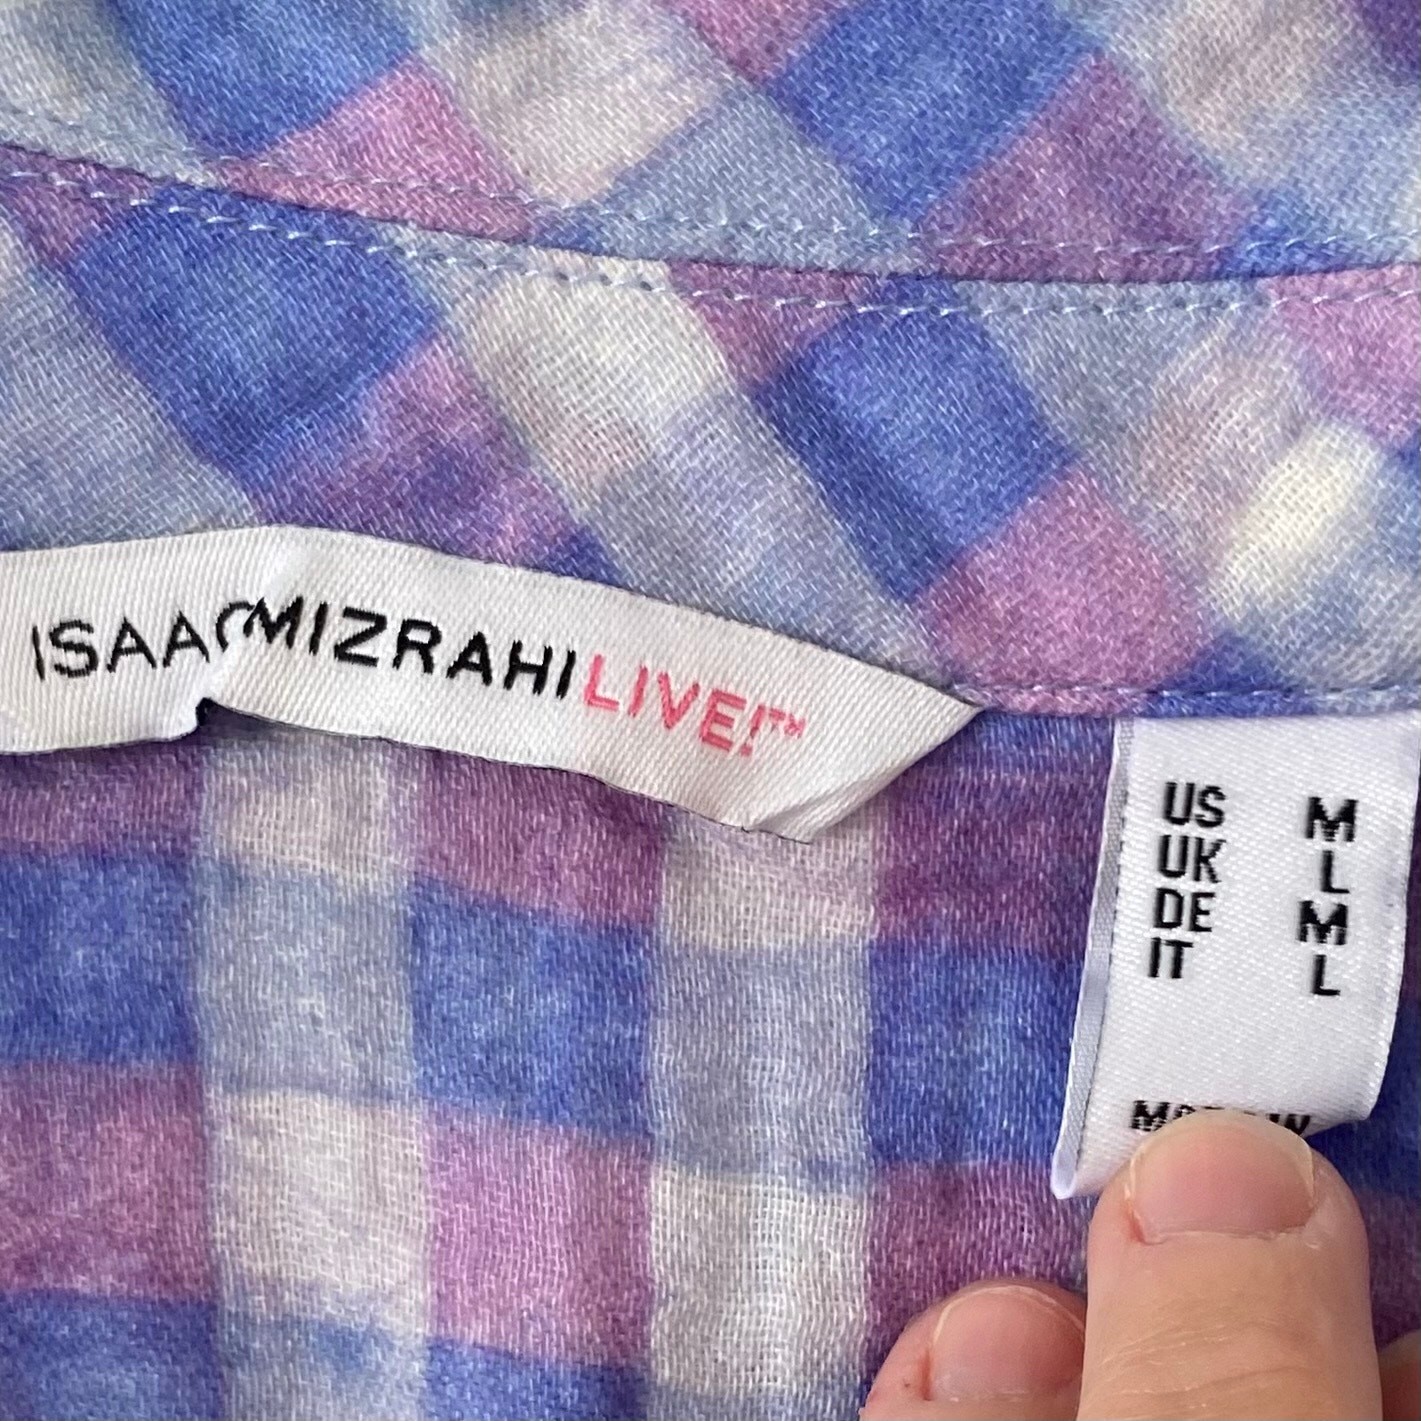 ISAAC MIZRAHI LIVE!™
US M
UK L
DE M
IT L